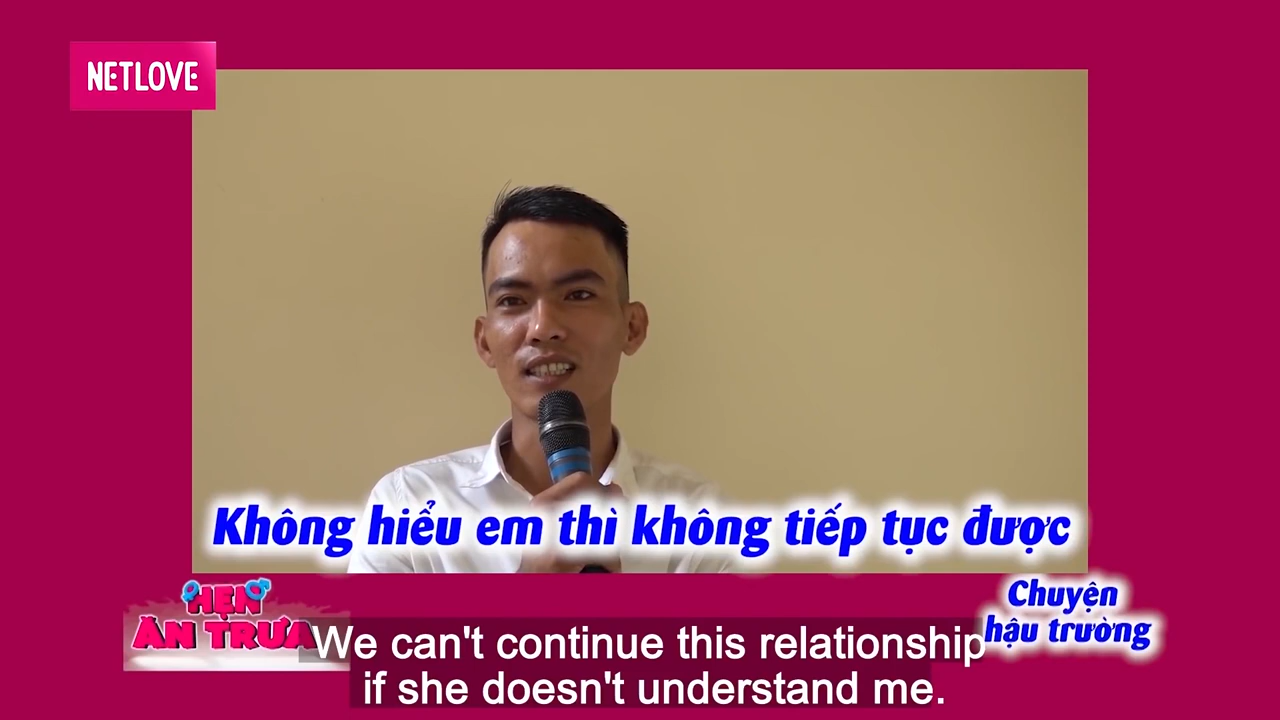 NETLOVE
Không hiểu em thì không tiếp tục được
HẸN
ĂN TRƯA
Chuyện
hậu trường
We can't continue this relationship
if she doesn't understand me.